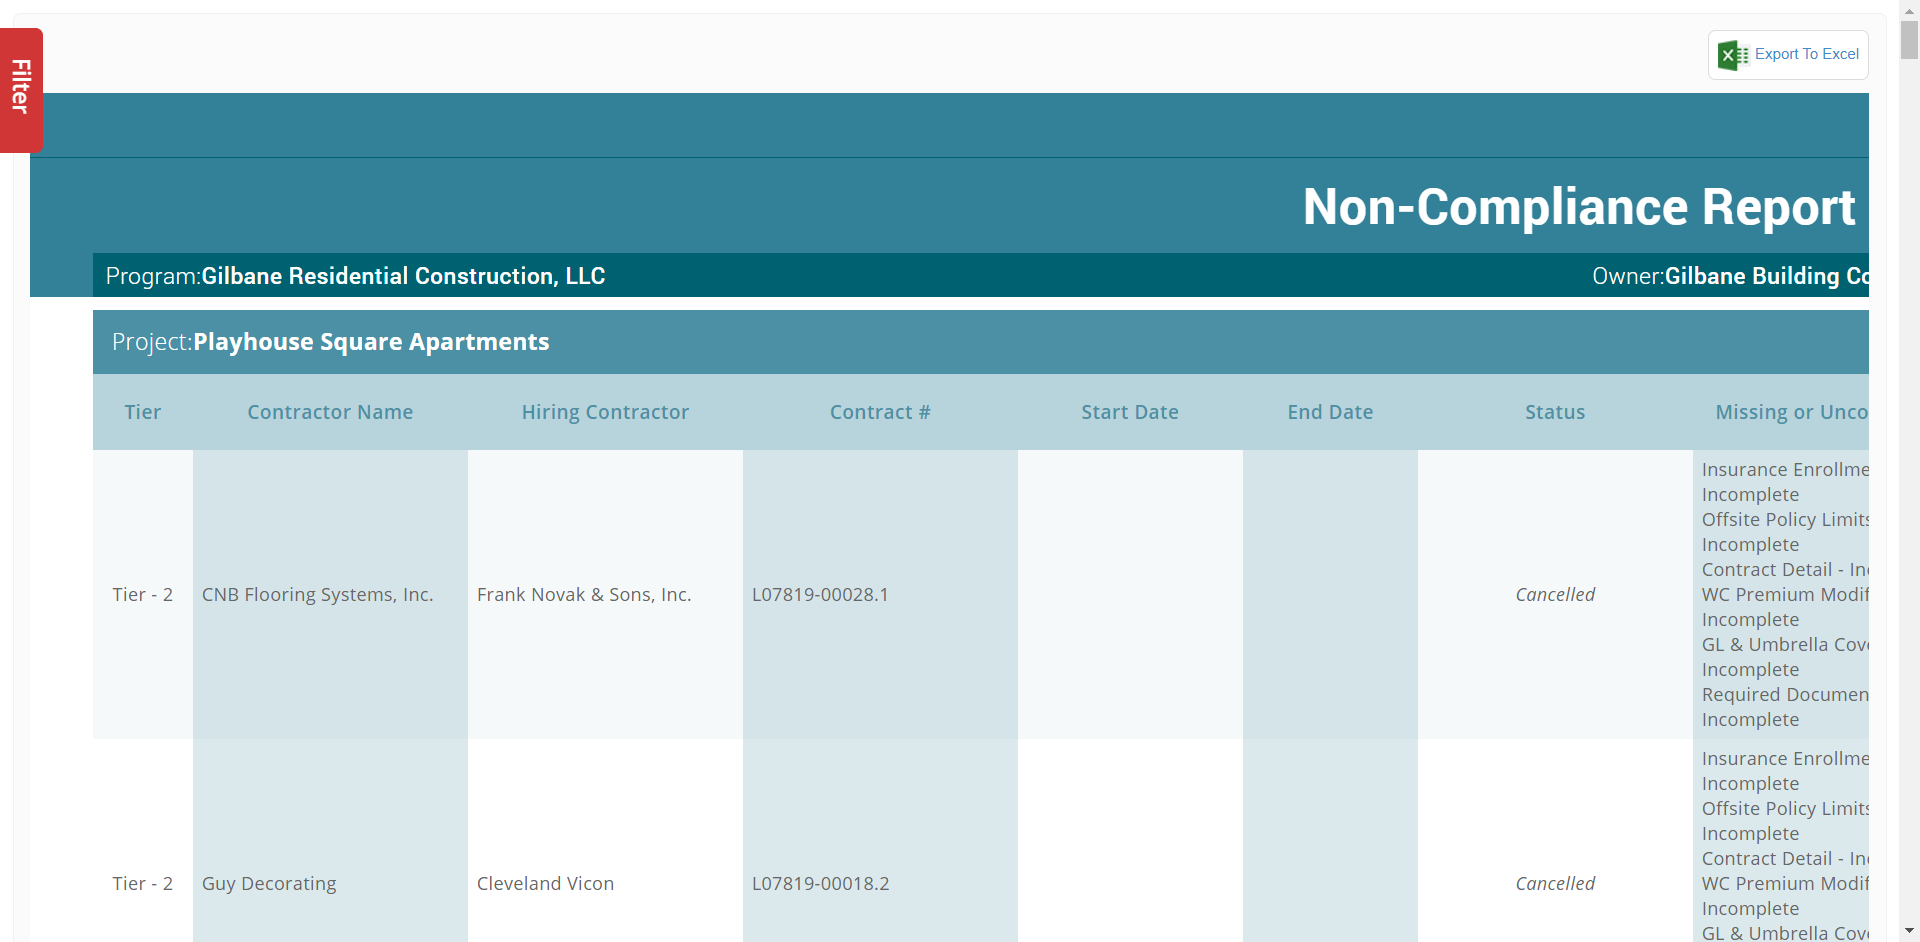 Filter
Export To Excel
Non-Compliance Report
Program:Gilbane Residential Construction, LLC
Owner:Gilbane Building Co
Project:Playhouse Square Apartments
Tier Contractor Name Hiring Contractor Contract # Start Date End Date Status Missing or Unco
Insurance Enrollme
Incomplete
Offsite Policy Limits
Incomplete
Contract Detail - In
WC Premium Modif
Incomplete
GL & Umbrella Cov
Incomplete
Required Documen
Incomplete
Tier - 2 CNB Flooring Systems, Inc. Frank Novak & Sons, Inc. L07819-00028.1 Cancelled
Insurance Enrollme
Incomplete
Offsite Policy Limits
Incomplete
Contract Detail - In
WC Premium Modif
Incomplete
GL & Umbrella Cov
Tier - 2 Guy Decorating Cleveland Vicon L07819-00018.2 Cancelled